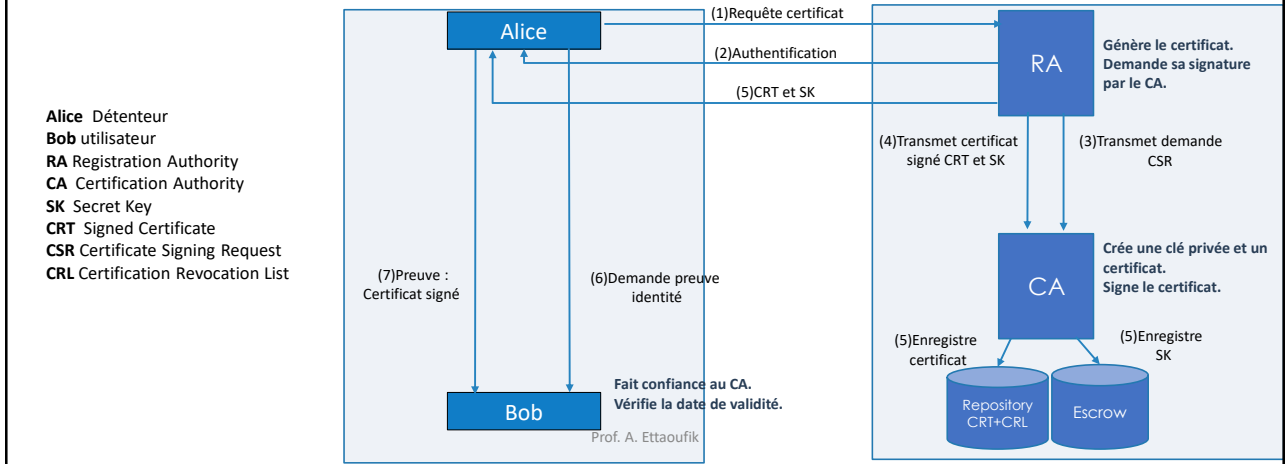 Alice Détenteur
Bob utilisateur
RA Registration Authority
CA Certification Authority
SK Secret Key
CRT Signed Certificate
CSR Certificate Signing Request
CRL Certification Revocation List
Alice
(1)Requête certificat
(2)Authentification
(5)CRT et SK
RA
Génère le certificat.
Demande sa signature
par le CA.
(4)Transmet certificat
signé CRT et SK
(3)Transmet demande
CSR
(7)Preuve :
Certificat signé
(6)Demande preuve
identité
CA
Crée une clé privée et un
certificat.
Signe le certificat.
(5)Enregistre
certificat
(5)Enregistre
SK
Bob
Fait confiance au CA.
Vérifie la date de validité.
Repository
CRT+CRL
Escrow
Prof. A. Ettaoufik